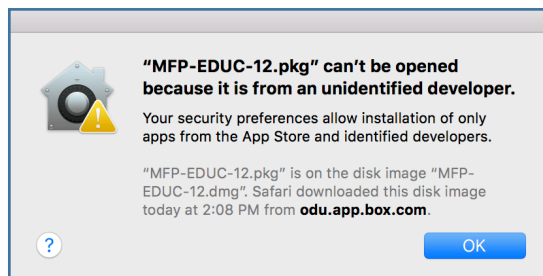 “MFP-EDUC-12.pkg” can’t be opened
because it is from an unidentified developer.
Your security preferences allow installation of only
apps from the App Store and identified developers.
“MFP-EDUC-12.pkg” is on the disk image “MFP-
EDUC-12.dmg”. Safari downloaded this disk image
today at 2:08 PM from odu.app.box.com.
?
OK